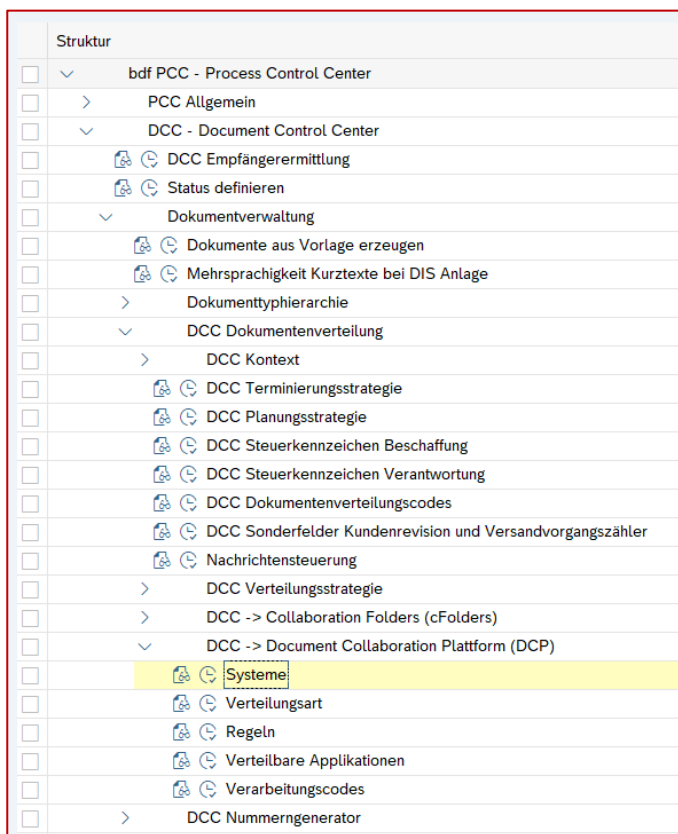 Struktur
bdf PCC - Process Control Center
PCC Allgemein
DCC - Document Control Center
DCC Empfängerermittlung
Status definieren
Dokumentverwaltung
Dokumente aus Vorlage erzeugen
Mehrsprachigkeit Kurztexte bei DIS Anlage
Dokumenttyphierarchie
DCC Dokumentenverteilung
DCC Kontext
DCC Terminierungsstrategie
DCC Planungsstrategie
DCC Steuerkennzeichen Beschaffung
DCC Steuerkennzeichen Verantwortung
DCC Dokumentenverteilungscodes
DCC Sonderfelder Kundenrevision und Versandvorgangszähler
Nachrichtensteuerung
DCC Verteilungsstrategie
DCC -> Collaboration Folders (cFolders)
DCC -> Document Collaboration Plattform (DCP)
Systeme
Verteilungsart
Regeln
Verteilbare Applikationen
Verarbeitungscodes
DCC Nummerngenerator